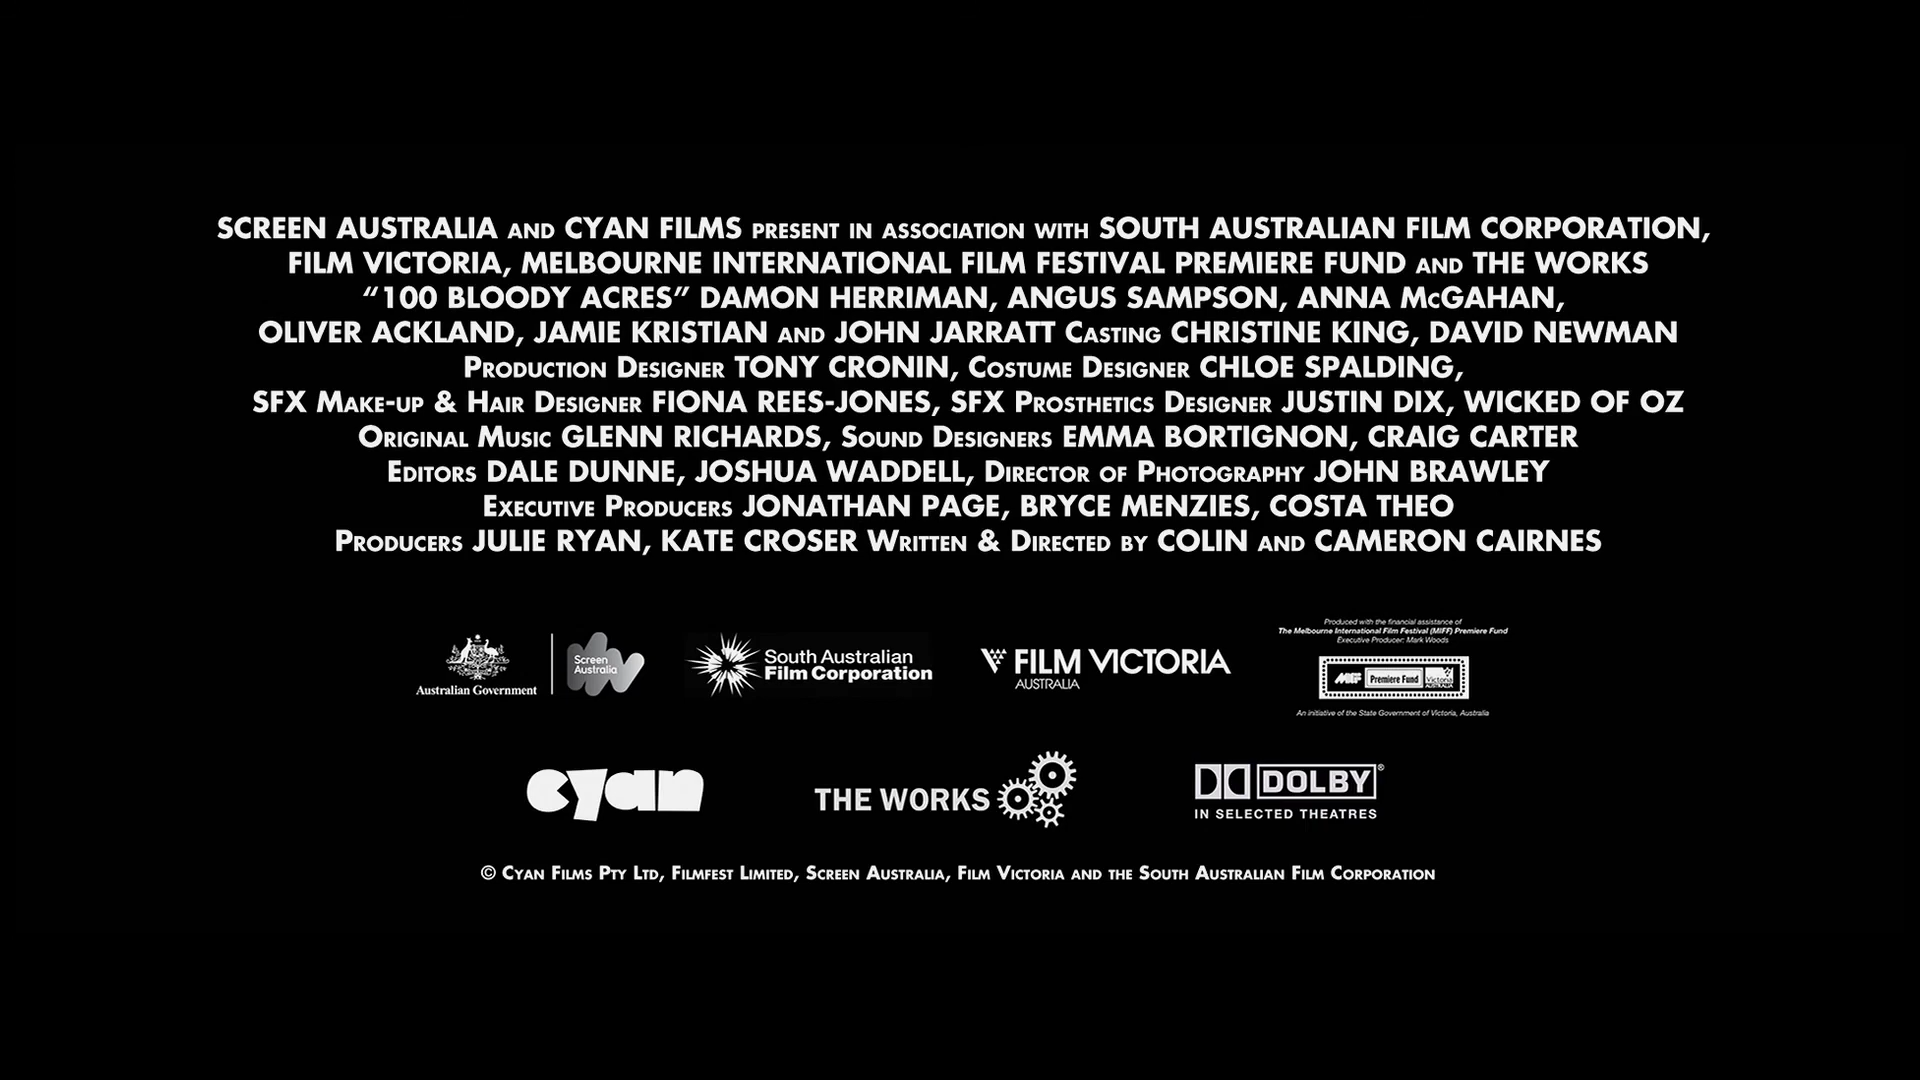 SCREEN AUSTRALIA AND CYAN FILMS PRESENT IN ASSOCIATION WITH SOUTH AUSTRALIAN FILM CORPORATION,
FILM VICTORIA, MELBOURNE INTERNATIONAL FILM FESTIVAL PREMIERE FUND AND THE WORKS
“100 BLOODY ACRES” DAMON HERRIMAN, ANGUS SAMPSON, ANNA McGAHAN,
OLIVER ACKLAND, JAMIE KRISTIAN AND JOHN JARRATT Casting CHRISTINE KING, DAVID NEWMAN
Production Designer TONY CRONIN, Costume Designer CHLOE SPALDING,
SFX Make-up & Hair Designer FIONA REES-JONES, SFX Prosthetics Designer JUSTIN DIX, WICKED OF OZ
Original Music GLENN RICHARDS, Sound Designers EMMA BORTIGNON, CRAIG CARTER
Editors DALE DUNNE, JOSHUA WADDELL, Director of Photography JOHN BRAWLEY
Executive Producers JONATHAN PAGE, BRYCE MENZIES, COSTA THEO
Producers JULIE RYAN, KATE CROSER Written & Directed by COLIN AND CAMERON CAIRNES
Australian Government
Screen
Australia
South Australian
Film Corporation
FILM VICTORIA
AUSTRALIA
Produced with the financial assistance of
The Melbourne International Film Festival (MIFF) Premiere Fund
Executive Producer: Mark Woods
MIFF Premiere Fund Victoria
AUSTRALIA
An initiative of the State Government of Victoria, Australia
cyan
THE WORKS
DOLBY®
IN SELECTED THEATRES
© Cyan Films Pty Ltd, Filmfest Limited, Screen Australia, Film Victoria and the South Australian Film Corporation